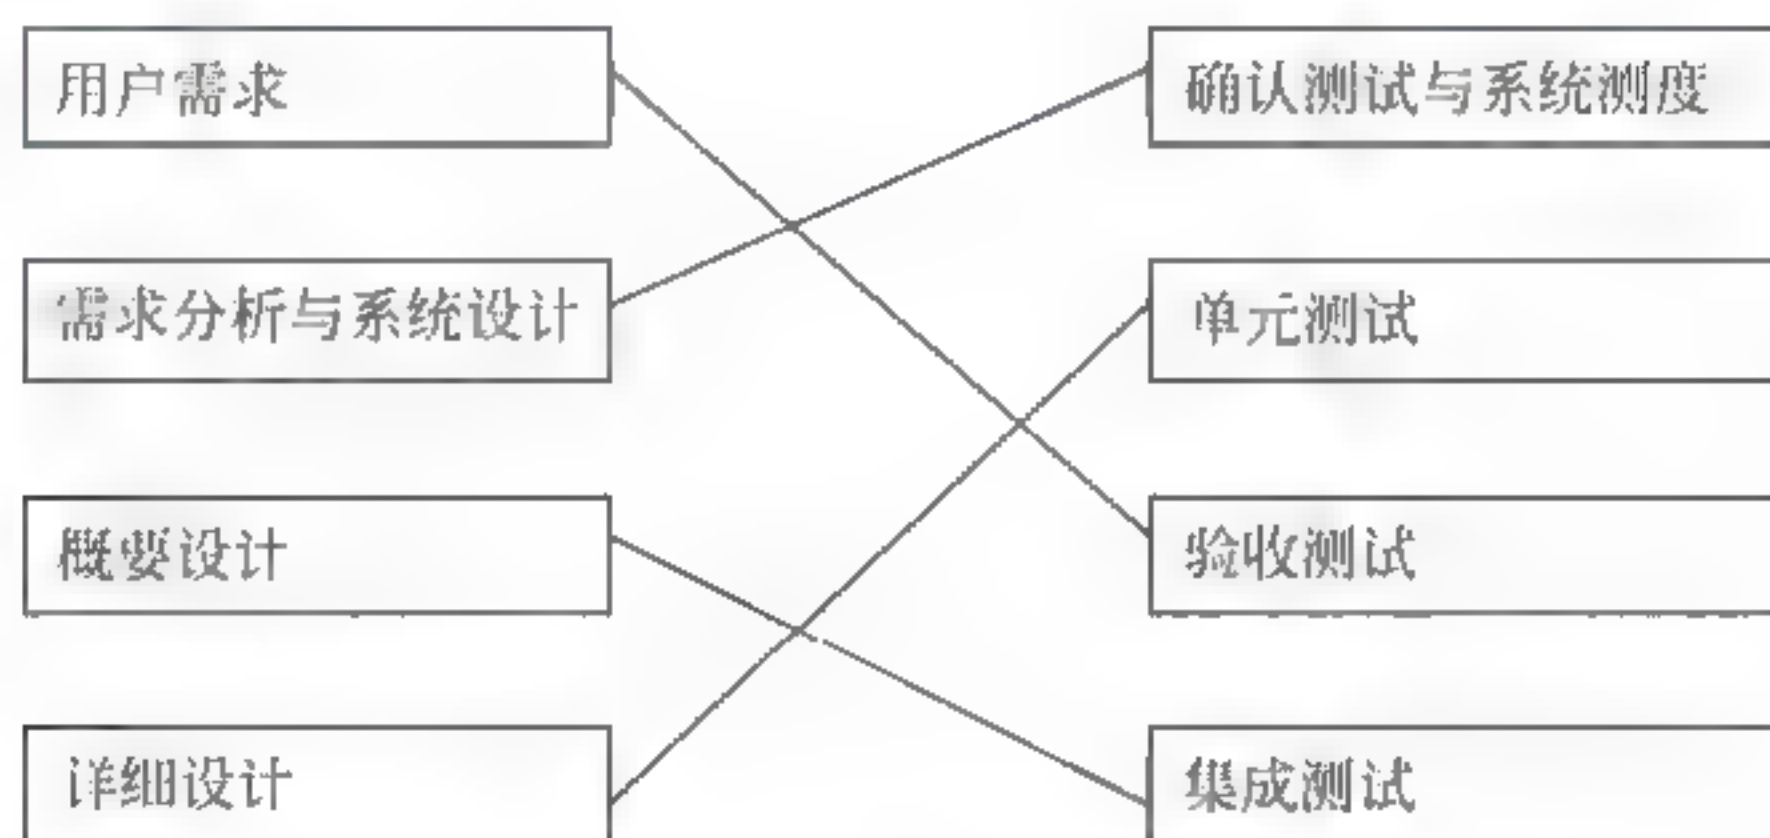 用户需求
确认测试与系统测度
需求分析与系统设计
单元测试
概要设计
验收测试
详细设计
集成测试